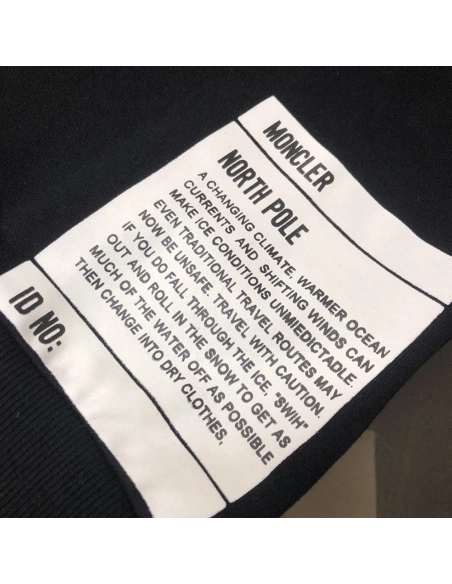 MONCLER
NORTH POLE
A CHANGING CLIMATE, WARMER OCEAN
CURRENTS AND SHIFTING WINDS CAN
MAKE ICE CONDITIONS UNMIEDICTABLE.
EVEN TRADITIONAL TRAVEL ROUTES MAY
NOW BE UNSAFE. TRAVEL WITH CAUTION.
IF YOU DO FALL THROUGH THE ICE, "SWIH"
OUT AND ROLL IN THE SNOW TO GET AS
MUCH OF THE WATER OFF AS POSSIBLE
THEN CHANGE INTO DRY CLOTHES,
ID NO: